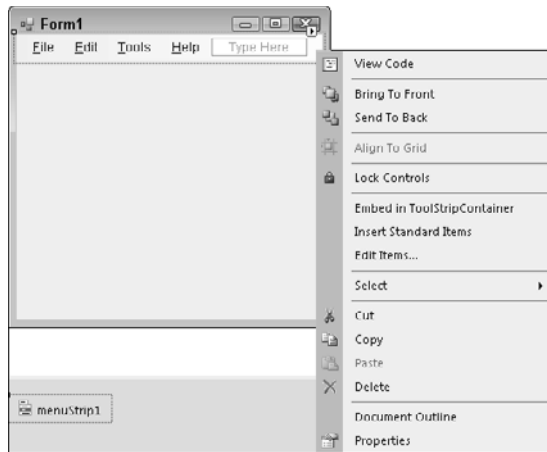 Form1
File Edit Tools Help Type Here
View Code
Bring To Front
Send To Back
Align To Grid
Lock Controls
Embed in ToolStripContainer
Insert Standard Items
Edit Items...
Select
Cut
Copy
Paste
Delete
Document Outline
Properties
menuStrip1